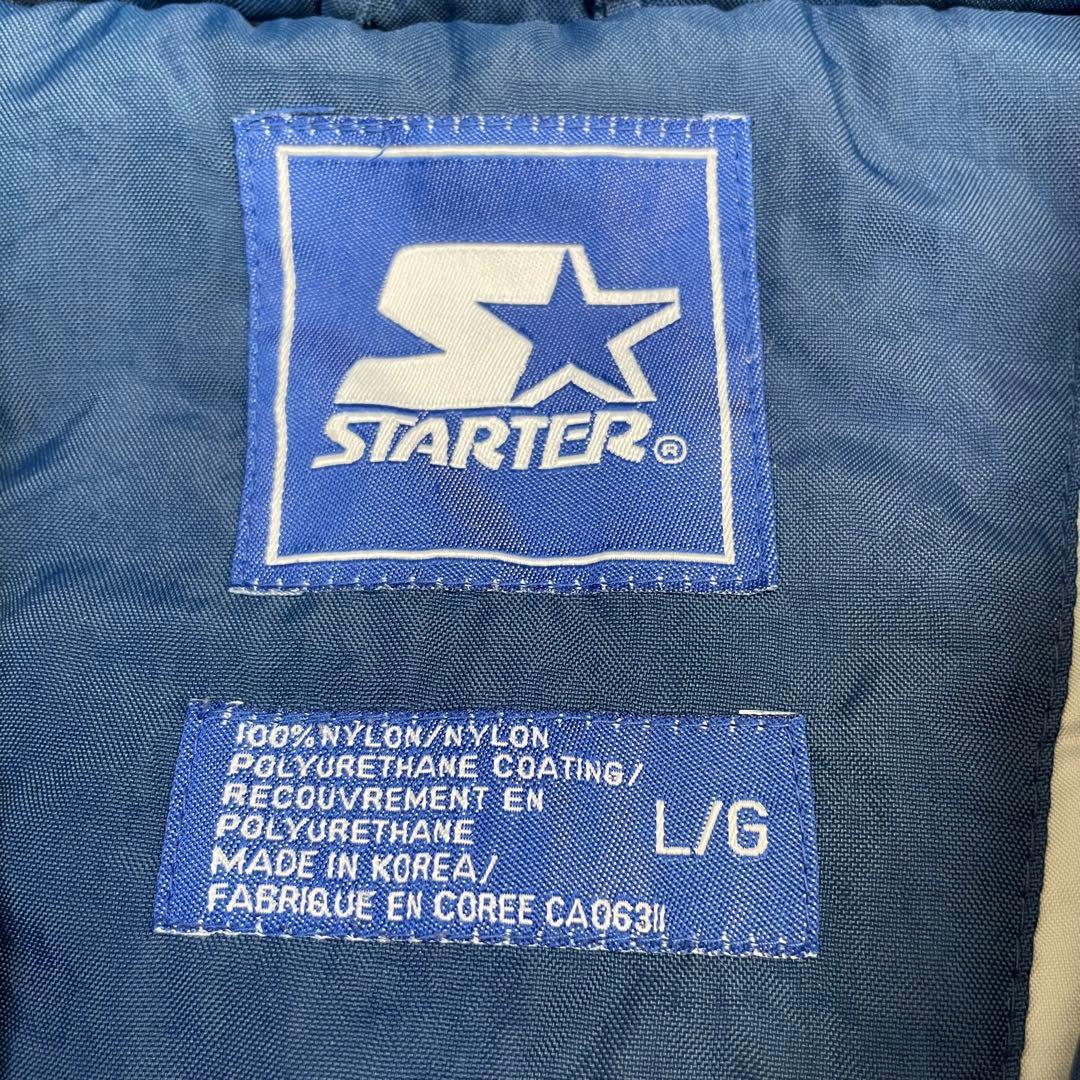 STARTER®
100% NYLON/NYLON
POLYURETHANE COATING/
RECOUVREMENT EN
POLYURETHANE
MADE IN KOREA/
FABRIQUE EN COREE CA06311
L/G